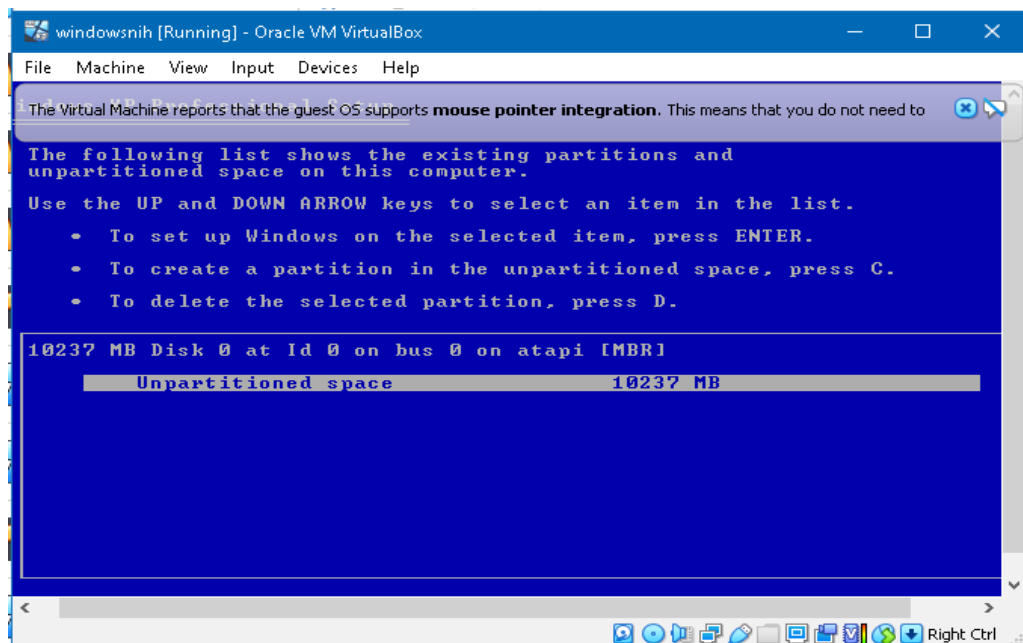 windowsnih [Running] - Oracle VM VirtualBox
File Machine View Input Devices Help
The Virtual Machine reports that the guest OS supports mouse pointer integration. This means that you do not need to
The following list shows the existing partitions and
unpartitioned space on this computer.
Use the UP and DOWN ARROW keys to select an item in the list.
• To set up Windows on the selected item, press ENTER.
• To create a partition in the unpartitioned space, press C.
• To delete the selected partition, press D.
10237 MB Disk 0 at Id 0 on bus 0 on atapi [MBR]
Unpartitioned space 10237 MB
Right Ctrl